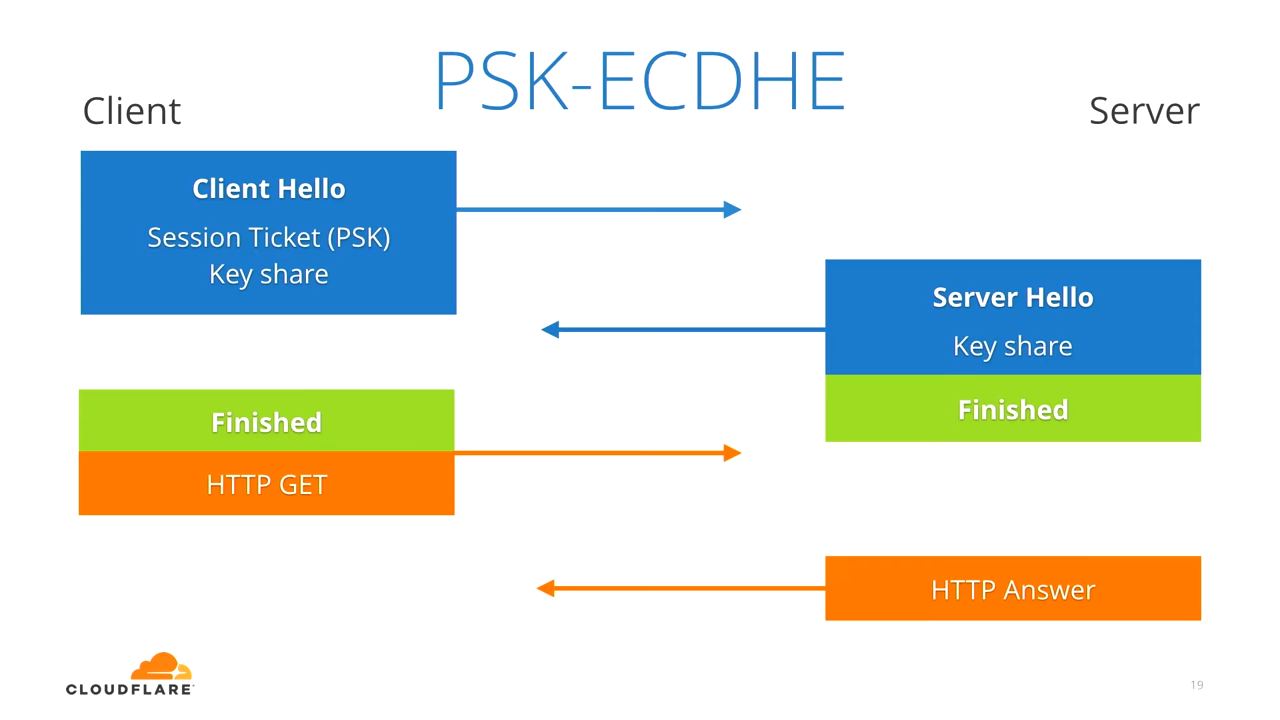 PSK-ECDHE
Client
Server
Client Hello
Session Ticket (PSK)
Key share
Server Hello
Key share
Finished
Finished
HTTP GET
HTTP Answer
CLOUDFLARE
19